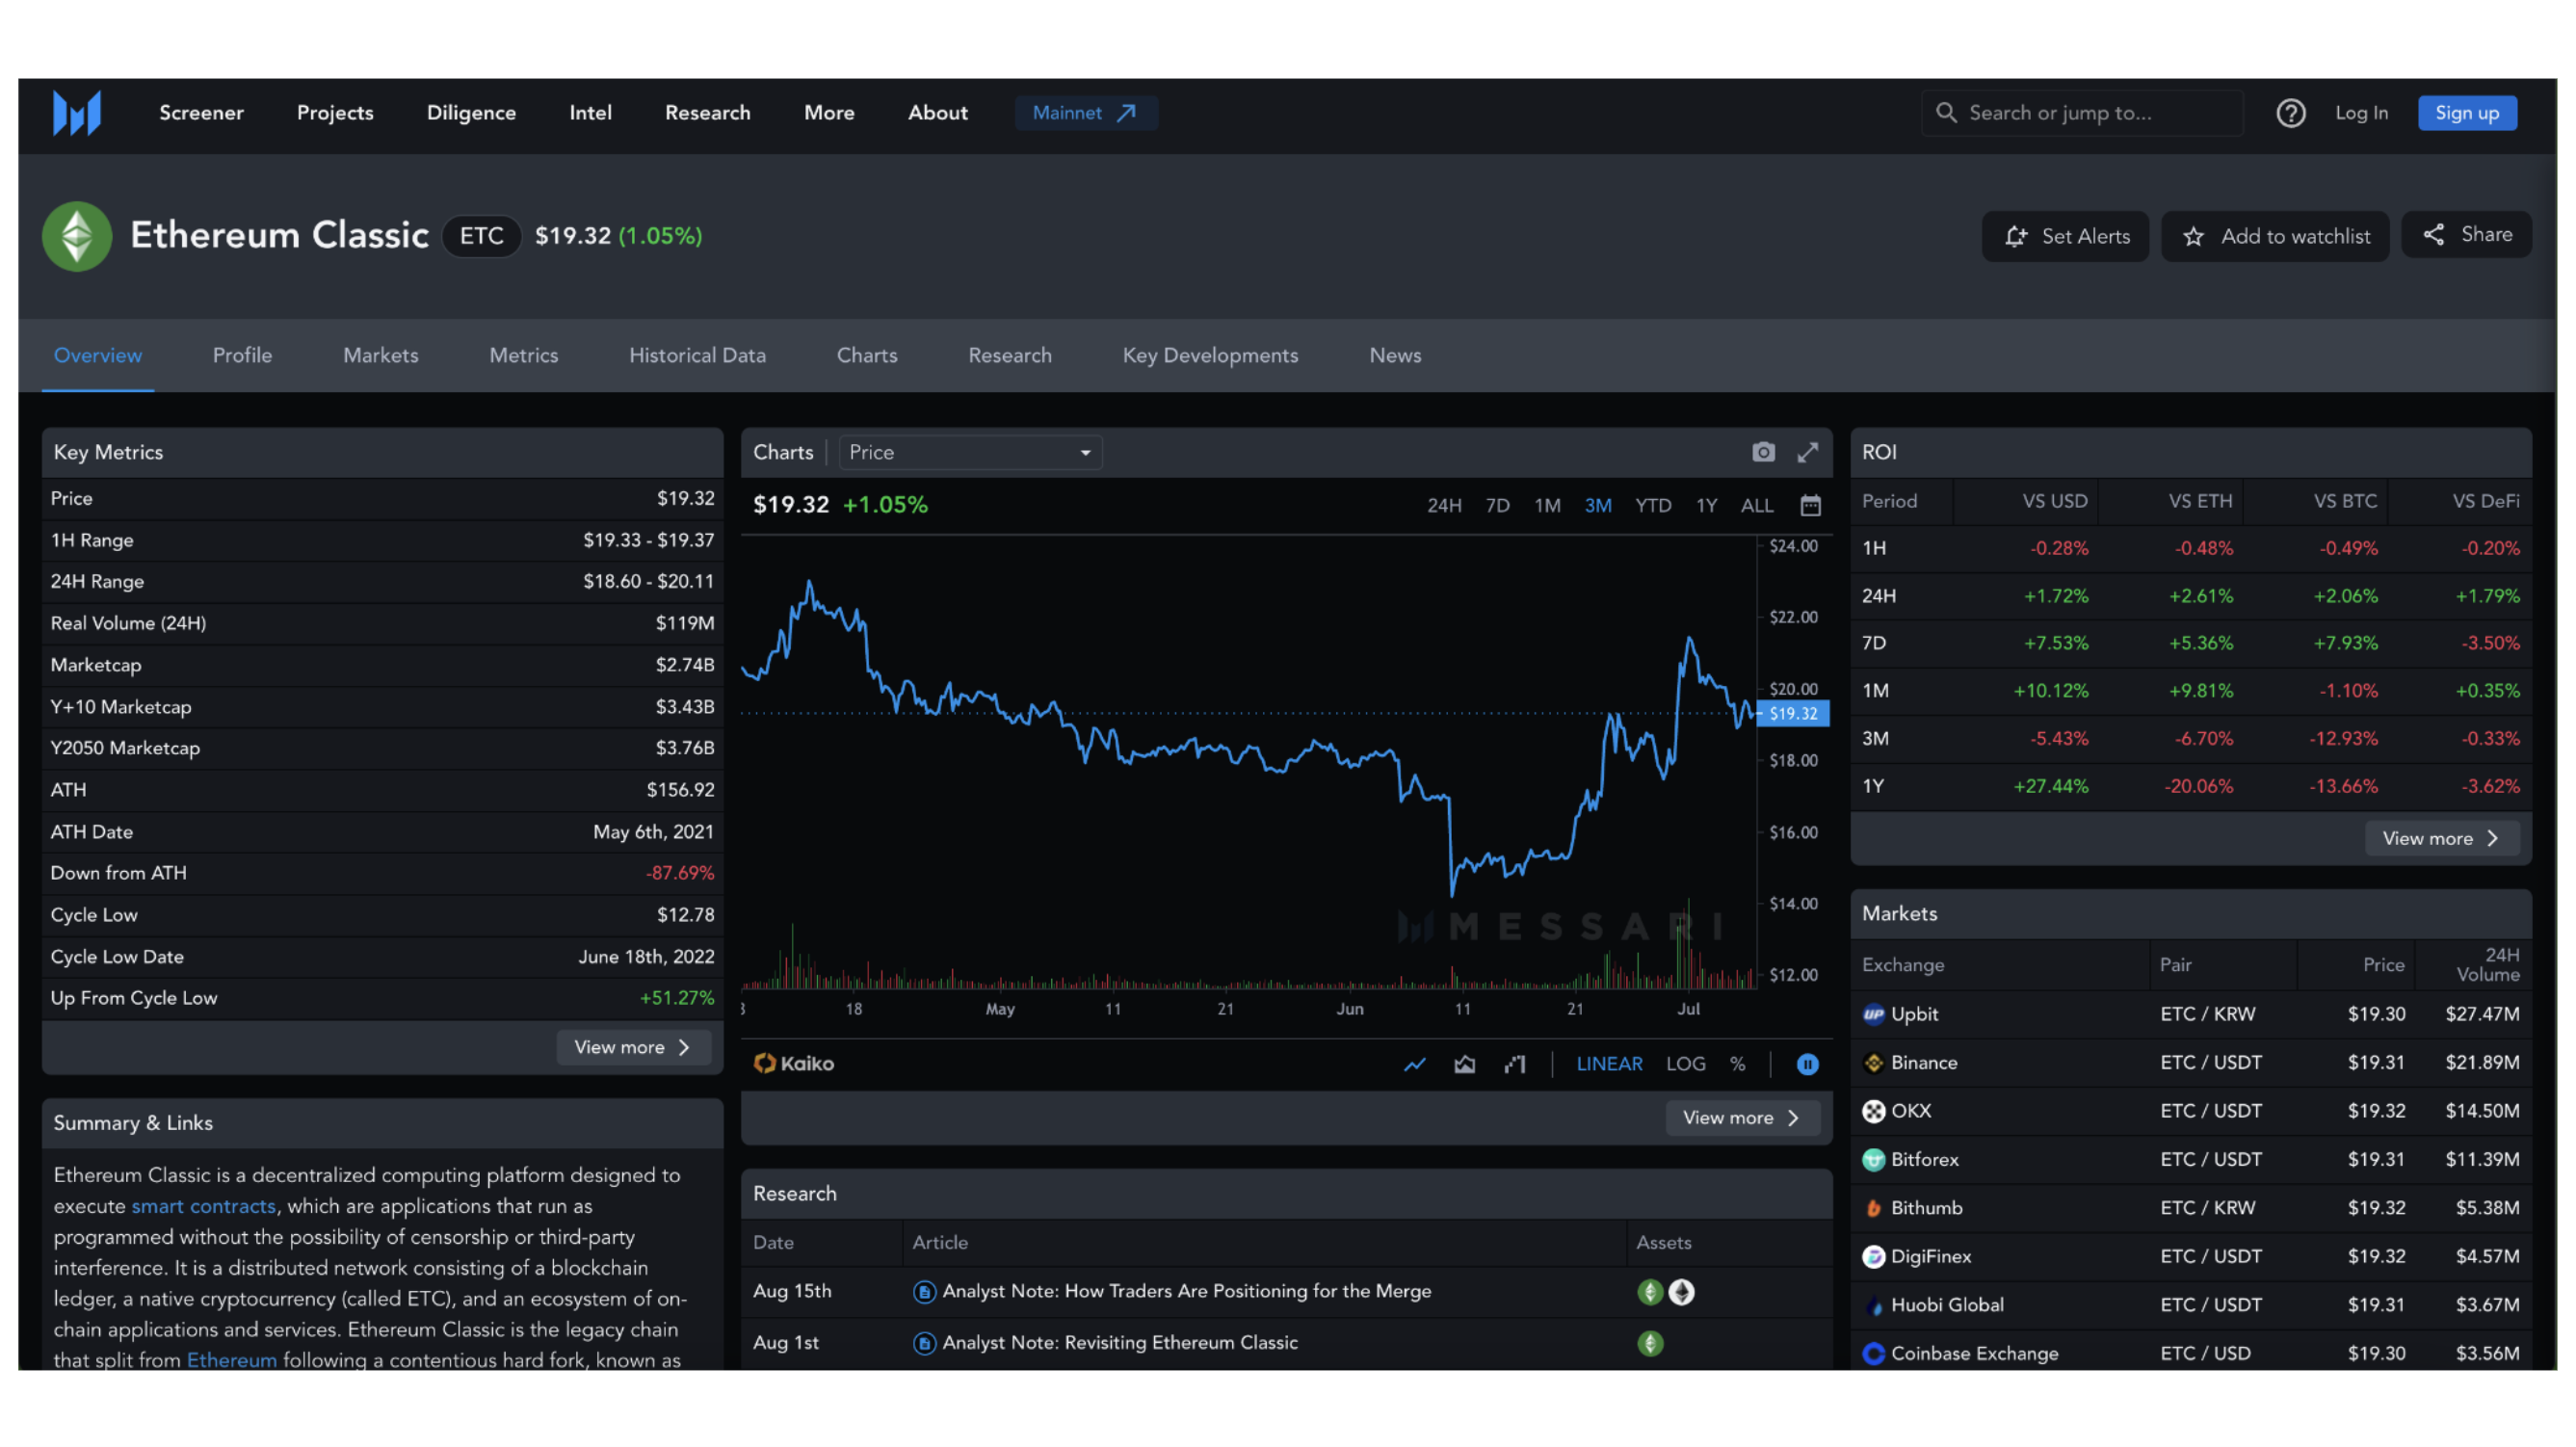 Screener Projects Diligence Intel Research More About Mainnet Search or jump to... Log In Sign up
Ethereum Classic ETC $19.32 (1.05%) Set Alerts Add to watchlist Share
Overview Profile Markets Metrics Historical Data Charts Research Key Developments News
Key Metrics
Price $19.32
1H Range $19.33 - $19.37
24H Range $18.60 - $20.11
Real Volume (24H) $119M
Marketcap $2.74B
Y+10 Marketcap $3.43B
Y2050 Marketcap $3.76B
ATH $156.92
ATH Date May 6th, 2021
Down from ATH -87.69%
Cycle Low $12.78
Cycle Low Date June 18th, 2022
Up From Cycle Low +51.27%
View more
Summary & Links
Ethereum Classic is a decentralized computing platform designed to
execute smart contracts, which are applications that run as
programmed without the possibility of censorship or third-party
interference. It is a distributed network consisting of a blockchain
ledger, a native cryptocurrency (called ETC), and an ecosystem of on-
chain applications and services. Ethereum Classic is the legacy chain
that split from Ethereum following a contentious hard fork, known as
Charts Price
$19.32 +1.05% 24H 7D 1M 3M YTD 1Y ALL
$24.00
$22.00
$20.00
$19.32
$18.00
$16.00
$14.00
MESSARI
$12.00
18 May 11 21 Jun 11 21 Jul
Kaiko LINEAR LOG %
View more
Research
Date Article Assets
Aug 15th Analyst Note: How Traders Are Positioning for the Merge
Aug 1st Analyst Note: Revisiting Ethereum Classic
ROI
Period VS USD VS ETH VS BTC VS DeFi
1H -0.28% -0.48% -0.49% -0.20%
24H +1.72% +2.61% +2.06% +1.79%
7D +7.53% +5.36% +7.93% -3.50%
1M +10.12% +9.81% -1.10% +0.35%
3M -5.43% -6.70% -12.93% -0.33%
1Y +27.44% -20.06% -13.66% -3.62%
View more
Markets
Exchange Pair Price 24H Volume
UP Upbit ETC / KRW $19.30 $27.47M
Binance ETC / USDT $19.31 $21.89M
OKX ETC / USDT $19.32 $14.50M
Bitforex ETC / USDT $19.31 $11.39M
Bithumb ETC / KRW $19.32 $5.38M
DigiFinex ETC / USDT $19.32 $4.57M
Huobi Global ETC / USDT $19.31 $3.67M
Coinbase Exchange ETC / USD $19.30 $3.56M